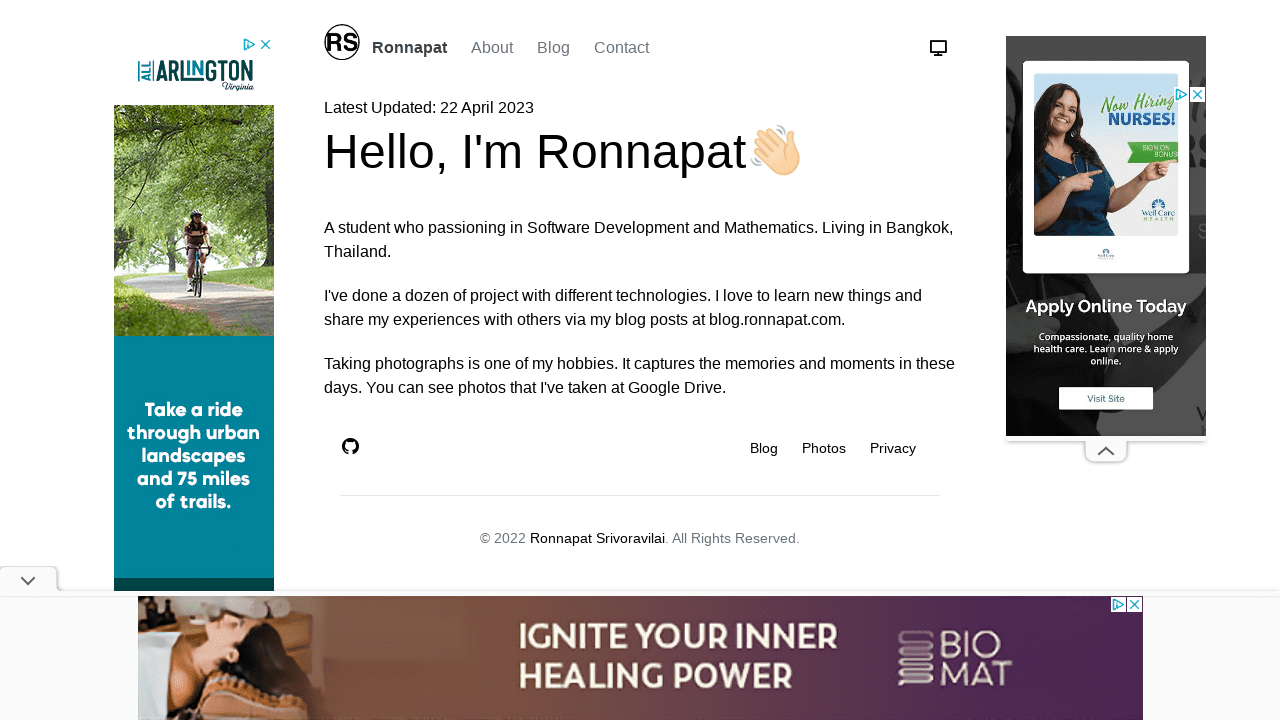 RS
Ronnapat
About
Blog
Contact
ALL ARLINGTON
Virginia
Latest Updated: 22 April 2023
Hello, I'm Ronnapat
A student who passioning in Software Development and Mathematics. Living in Bangkok,
Thailand.
I've done a dozen of project with different technologies. I love to learn new things and
share my experiences with others via my blog posts at blog.ronnapat.com.
Taking photographs is one of my hobbies. It captures the memories and moments in these
days. You can see photos that I've taken at Google Drive.
Blog
Photos
Privacy
© 2022 Ronnapat Srivoravilai. All Rights Reserved.
Take a ride
through urban
landscapes
and 75 miles
of trails.
Now Hiring
NURSES!
SIGN ON
BONUS
Well Care
HEALTH
Apply Online Today
Compassionate, quality home
health care. Learn more & apply
online.
Visit Site
IGNITE YOUR INNER
HEALING POWER
BIO
MAT